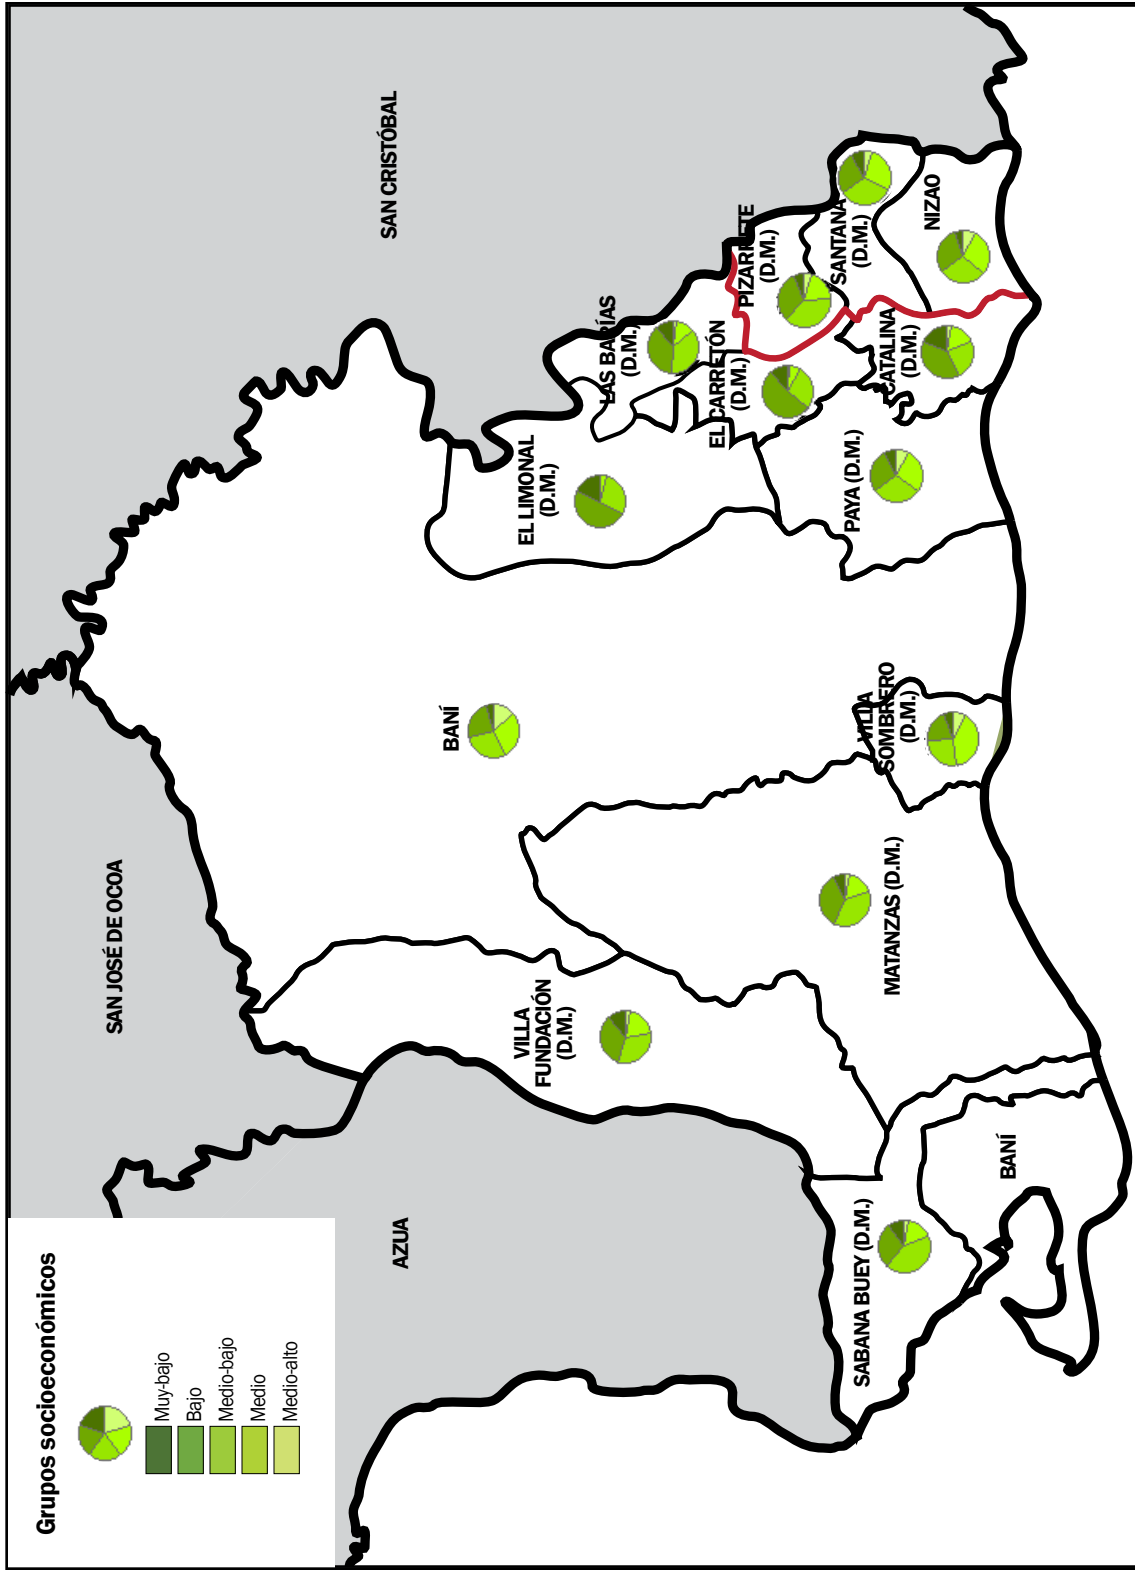 Grupos socioeconómicos
Muy-bajo
Bajo
Medio-bajo
Medio
Medio-alto
SAN JOSÉ DE OCOA
SAN CRISTÓBAL
AZUA
BANÍ
VILLA
FUNDACIÓN
(D.M.)
EL LIMONAL
(D.M.)
LAS BARÍAS
(D.M.)
EL CARRETÓN
(D.M.)
PIZARRETE
(D.M.)
SANTANA
(D.M.)
NIZAO
CATALINA
(D.M.)
PAYA (D.M.)
VILLA
SOMBRERO
(D.M.)
MATANZAS (D.M.)
SABANA BUEY (D.M.)
BANÍ